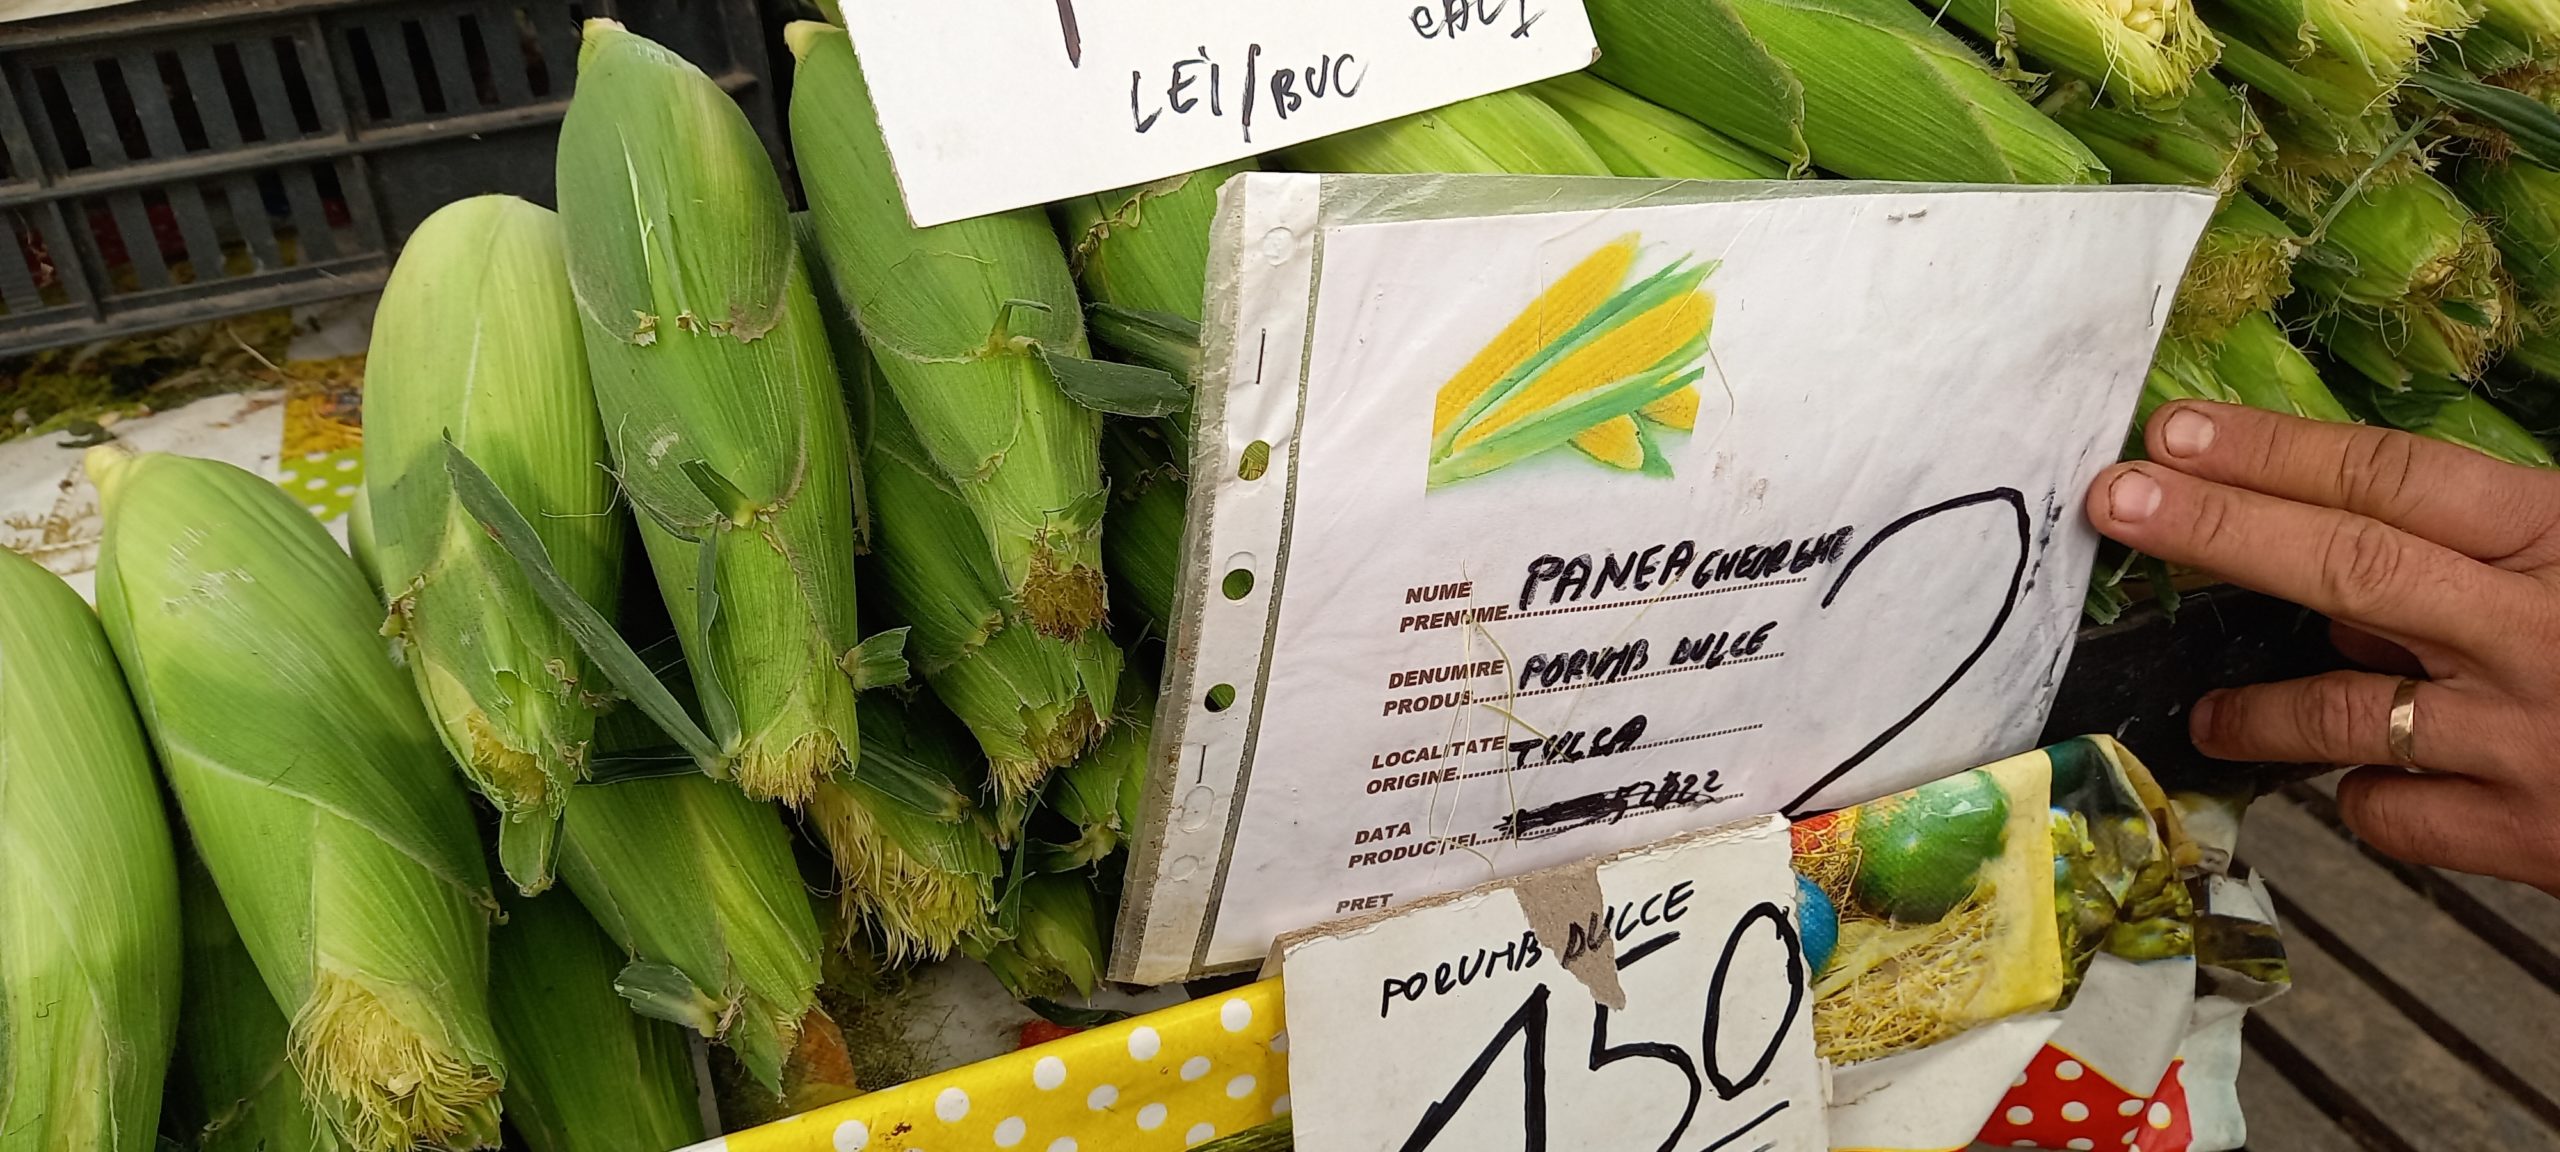 LEI/BUC
NUME
PRENUME.......PANEA GHEORGHE
DENUMIRE
PRODUS.......PORUMB DULCE
LOCALITATE
ORIGINE.......TULCEA
DATA
PRODUCTIEI.......2022
PRET
2
PORUMB DULCE
150